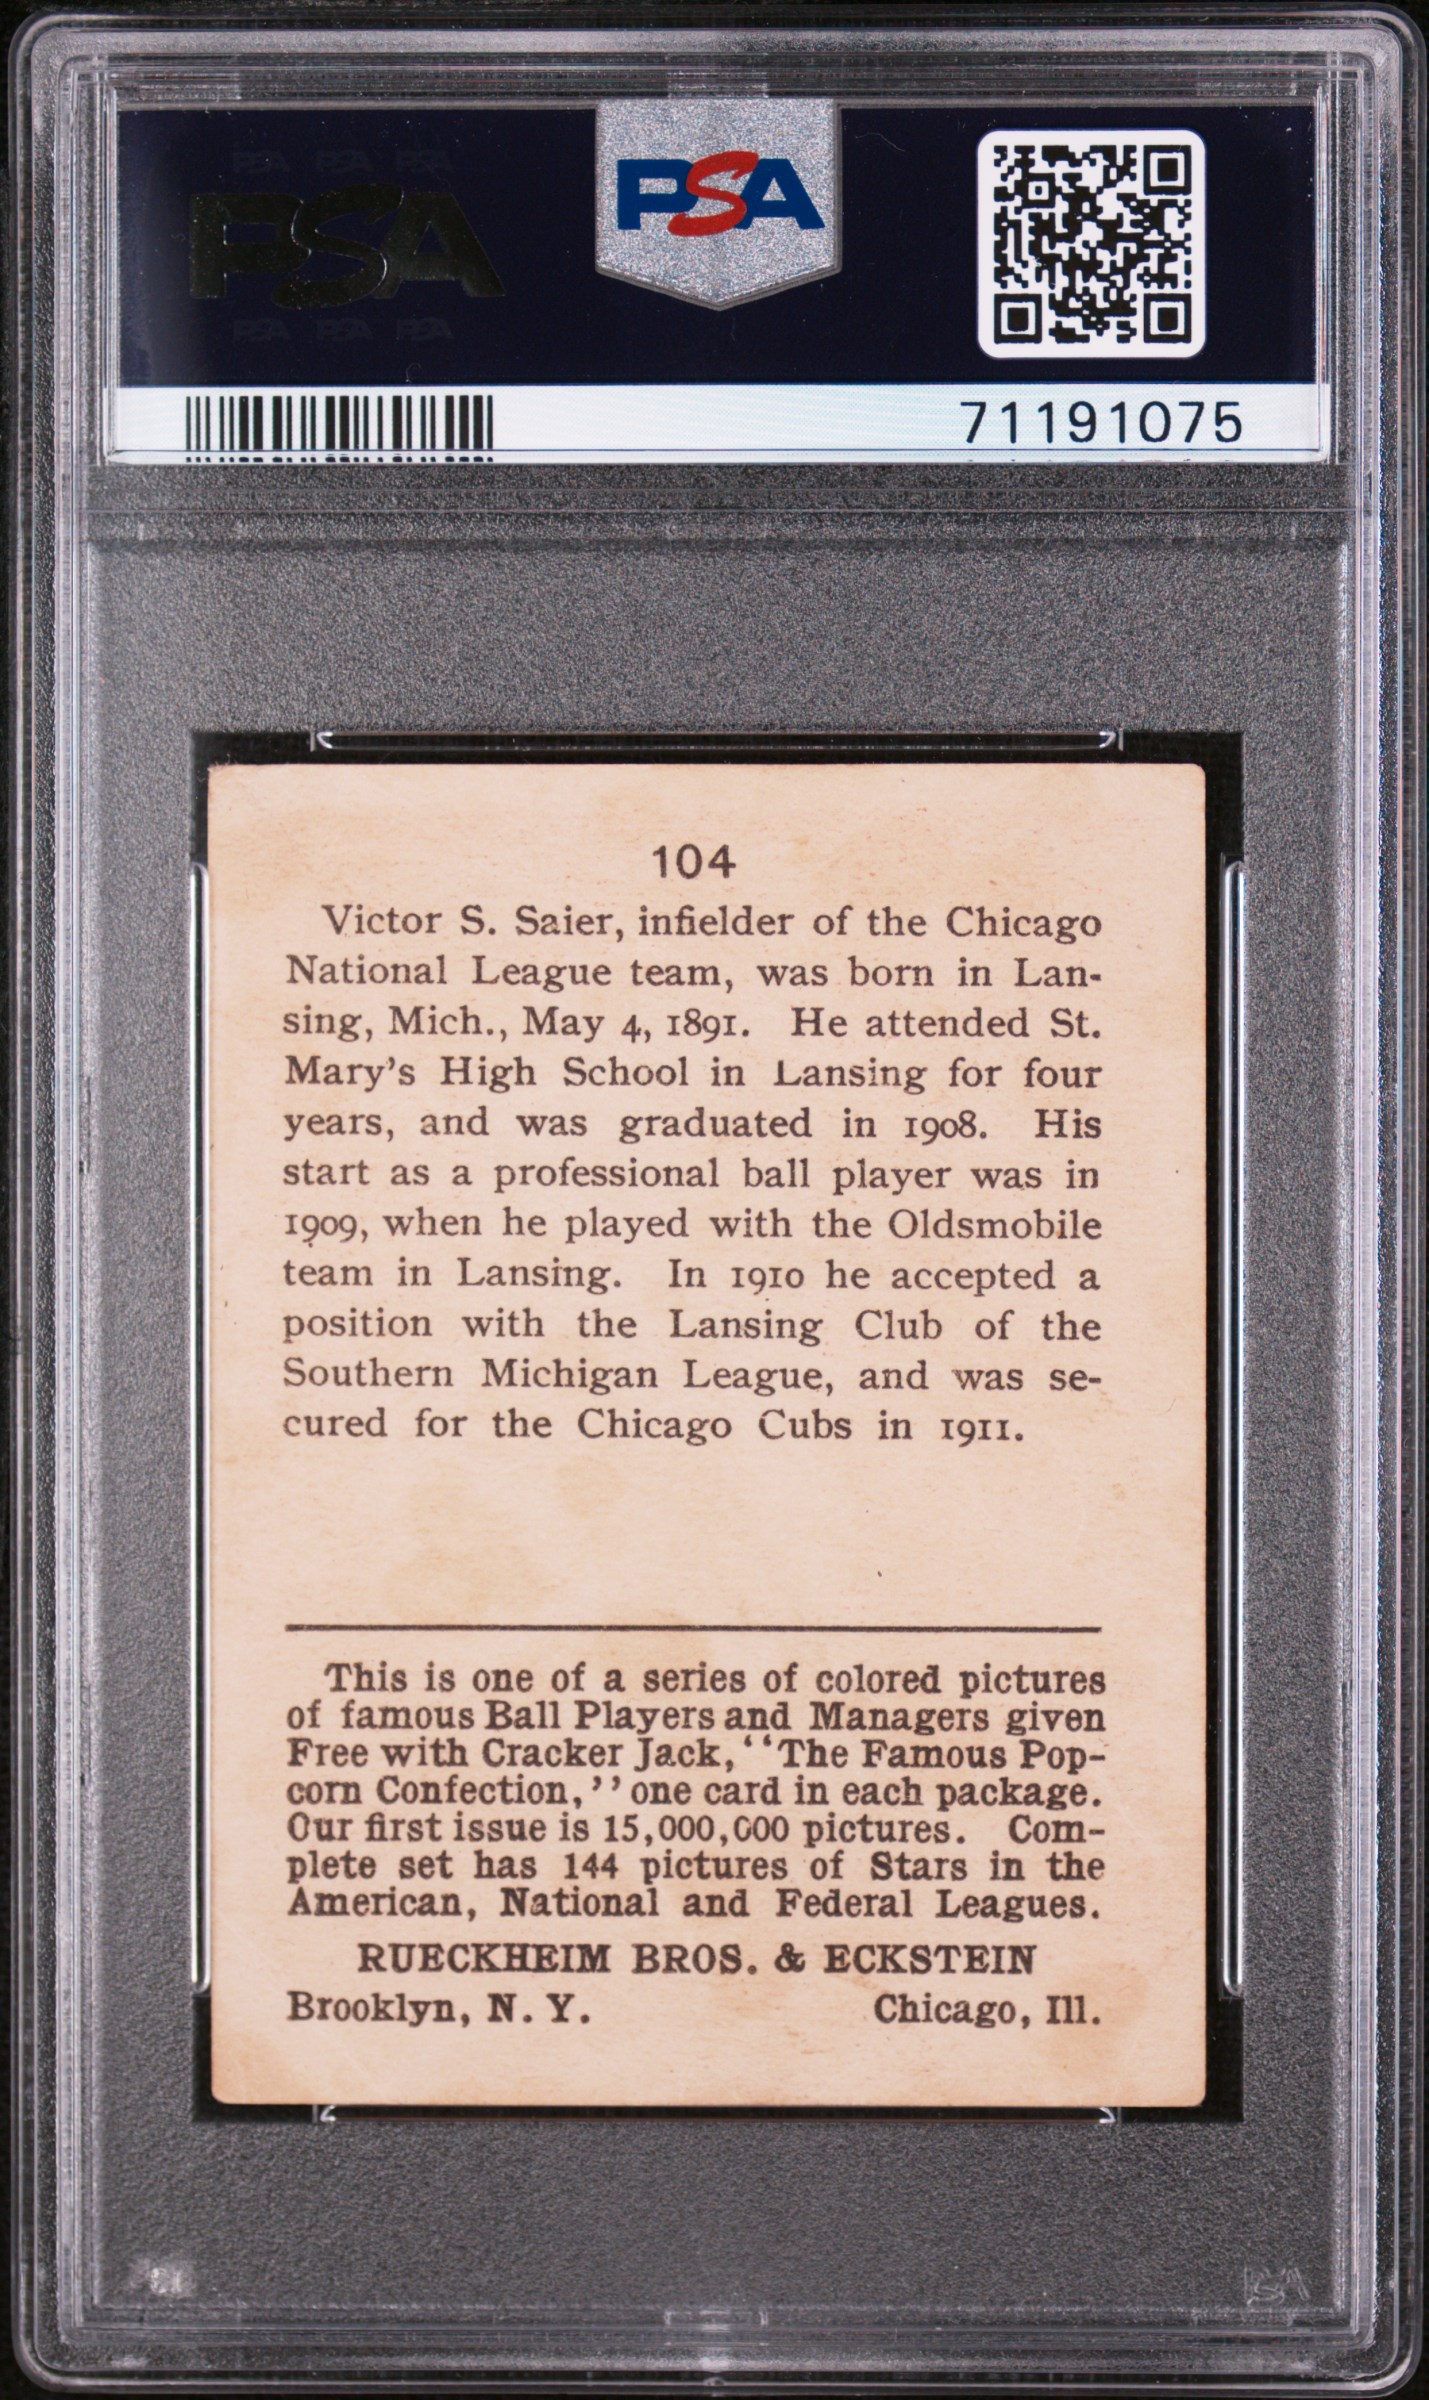 PSA PSA PSA
PSA
PSA PSA PSA
PSA
71191075
104
Victor S. Saier, infielder of the Chicago
National League team, was born in Lan-
sing, Mich., May 4, 1891. He attended St.
Mary's High School in Lansing for four
years, and was graduated in 1908. His
start as a professional ball player was in
1909, when he played with the Oldsmobile
team in Lansing. In 1910 he accepted a
position with the Lansing Club of the
Southern Michigan League, and was se-
cured for the Chicago Cubs in 1911.
This is one of a series of colored pictures
of famous Ball Players and Managers given
Free with Cracker Jack, "The Famous Pop-
corn Confection," one card in each package.
Our first issue is 15,000,000 pictures. Com-
plete set has 144 pictures of Stars in the
American, National and Federal Leagues.
RUECKHEIM BROS. & ECKSTEIN
Brooklyn, N. Y. Chicago, Ill.
PSA